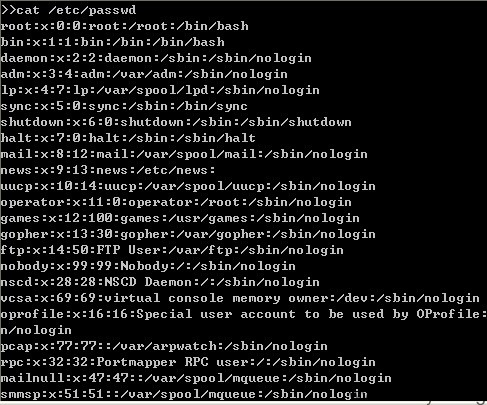 >>cat /etc/passwd
root:x:0:0:root:/root:/bin/bash
bin:x:1:1:bin:/bin:/bin/bash
daemon:x:2:2:daemon:/sbin:/sbin/nologin
adm:x:3:4:adm:/var/adm:/sbin/nologin
lp:x:4:7:lp:/var/spool/lpd:/sbin/nologin
sync:x:5:0:sync:/sbin:/bin/sync
shutdown:x:6:0:shutdown:/sbin:/sbin/shutdown
halt:x:7:0:halt:/sbin:/sbin/halt
mail:x:8:12:mail:/var/spool/mail:/sbin/nologin
news:x:9:13:news:/etc/news:
uucp:x:10:14:uucp:/var/spool/uucp:/sbin/nologin
operator:x:11:0:operator:/root:/sbin/nologin
games:x:12:100:games:/usr/games:/sbin/nologin
gopher:x:13:30:gopher:/var/gopher:/sbin/nologin
ftp:x:14:50:FTP User:/var/ftp:/sbin/nologin
nobody:x:99:99:Nobody:/:/sbin/nologin
nscd:x:28:28:NSCD Daemon:/:/sbin/nologin
vcsa:x:69:69:virtual console memory owner:/dev:/sbin/nologin
oprofile:x:16:16:Special user account to be used by OProfile:
n/nologin
pcap:x:77:77::/var/arpwatch:/sbin/nologin
rpc:x:32:32:Portmapper RPC user:/:/sbin/nologin
mailnull:x:47:47::/var/spool/mqueue:/sbin/nologin
smmsp:x:51:51::/var/spool/mqueue:/sbin/nologin